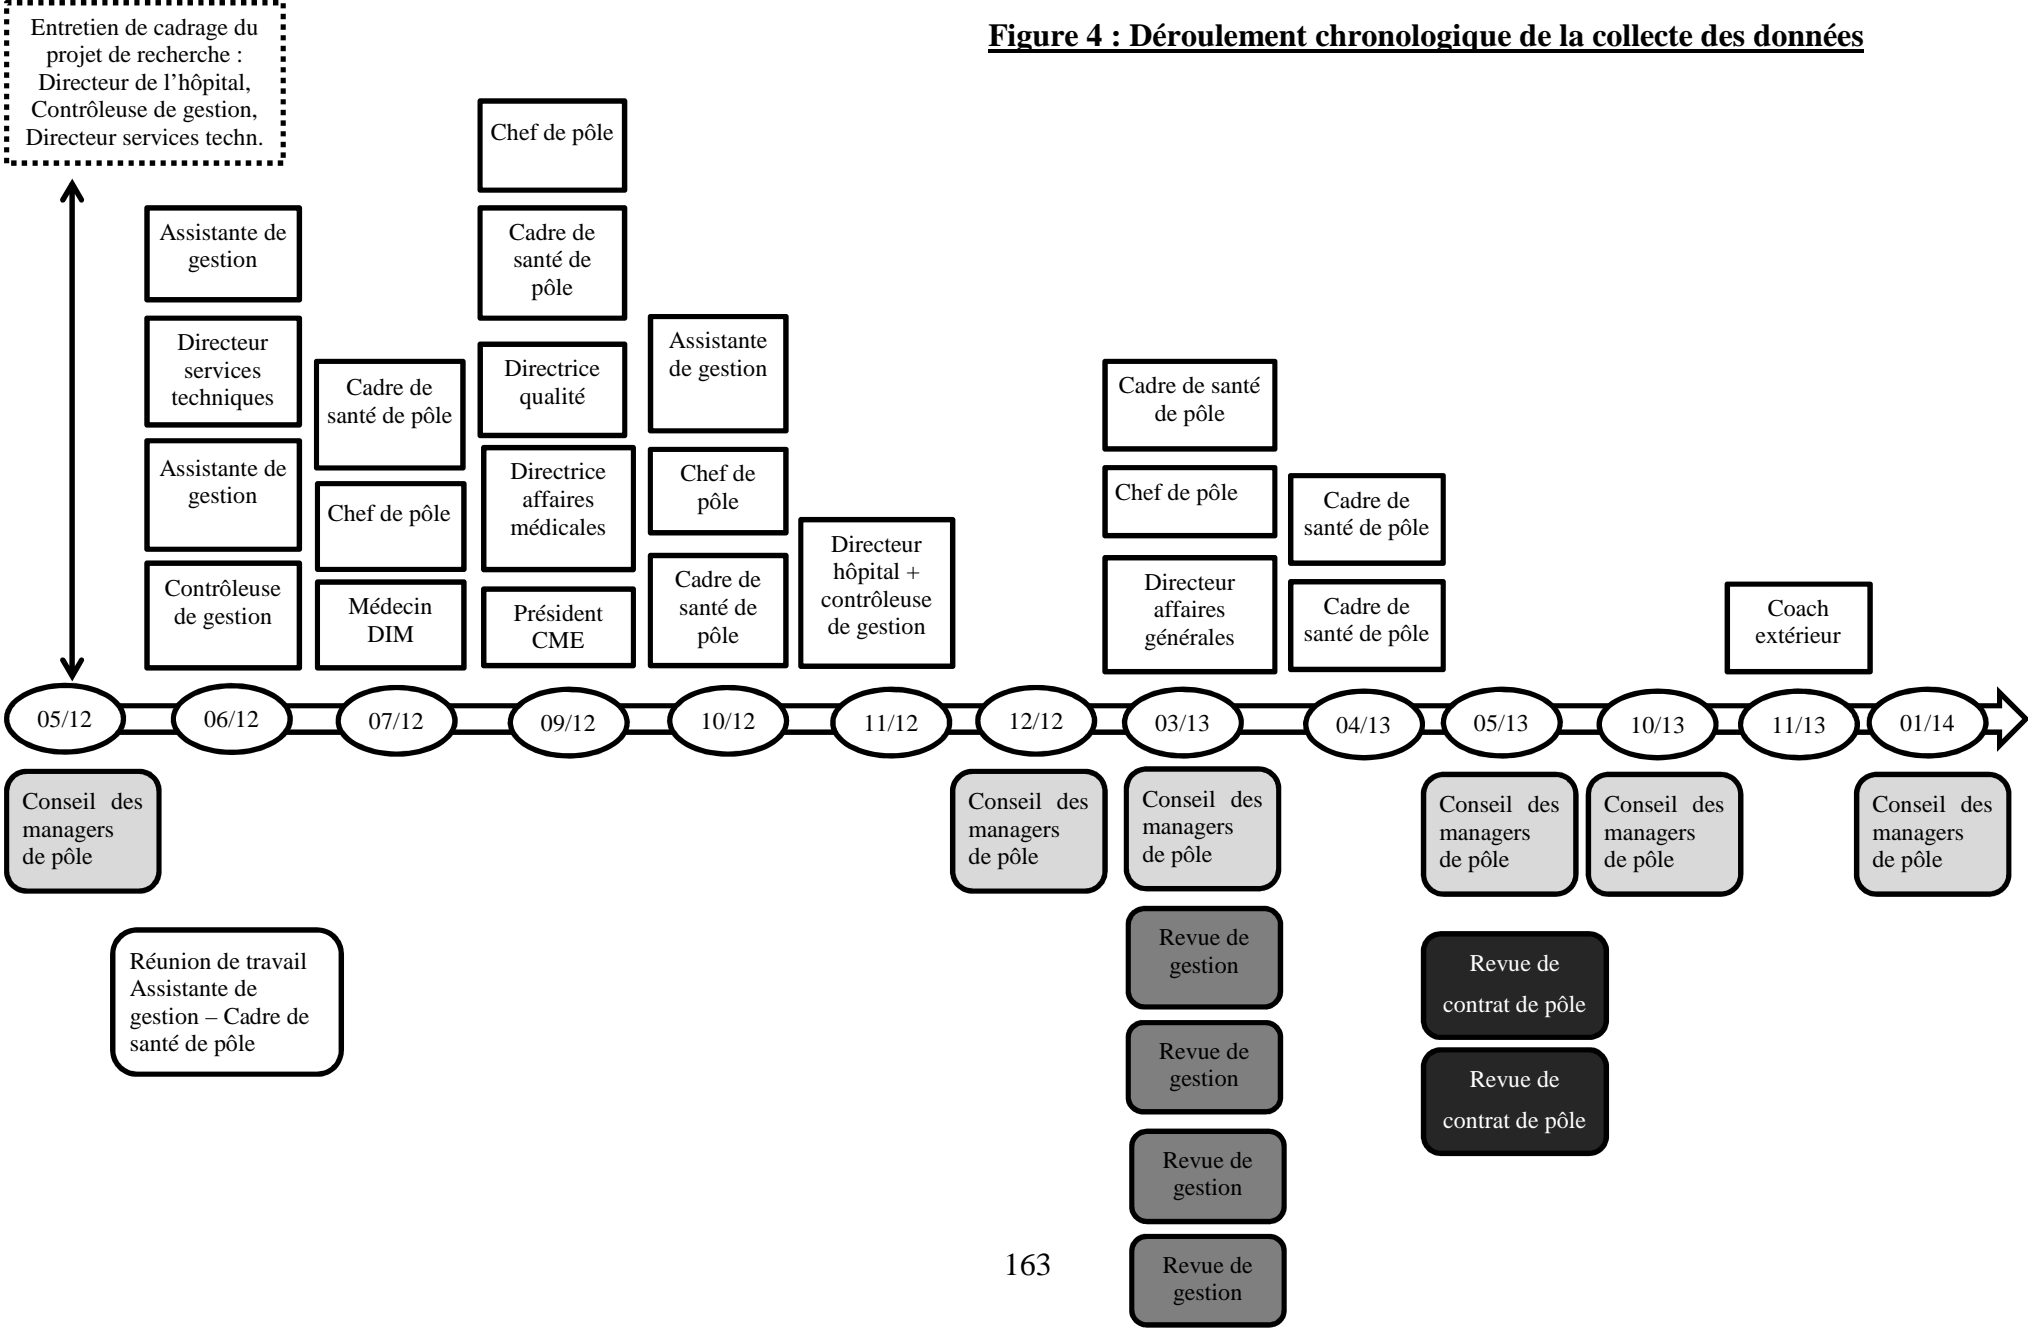 Entretien de cadrage du
projet de recherche :
Directeur de l'hôpital,
Contrôleuse de gestion,
Directeur services techn.
Figure 4 : Déroulement chronologique de la collecte des données
Assistante de
gestion
Directeur
services
techniques
Assistante de
gestion
Contrôleuse
de gestion
Cadre de
santé de pôle
Chef de pôle
Médecin
DIM
Chef de pôle
Cadre de
santé de
pôle
Directrice
qualité
Directrice
affaires
médicales
Président
CME
Assistante
de gestion
Chef de
pôle
Cadre de
santé de
pôle
Directeur
hôpital +
contrôleuse
de gestion
Cadre de santé
de pôle
Chef de pôle
Directeur
affaires
générales
Cadre de
santé de pôle
Cadre de
santé de pôle
Coach
extérieur
05/12
06/12
07/12
09/12
10/12
11/12
12/12
03/13
04/13
05/13
10/13
11/13
01/14
Conseil des
managers
de pôle
Réunion de travail
Assistante de
gestion – Cadre de
santé de pôle
Conseil des
managers
de pôle
Conseil des
managers
de pôle
Revue de
gestion
Revue de
gestion
Revue de
gestion
Revue de
gestion
Conseil des
managers
de pôle
Revue de
contrat de pôle
Revue de
contrat de pôle
Conseil des
managers
de pôle
Conseil des
managers
de pôle
163